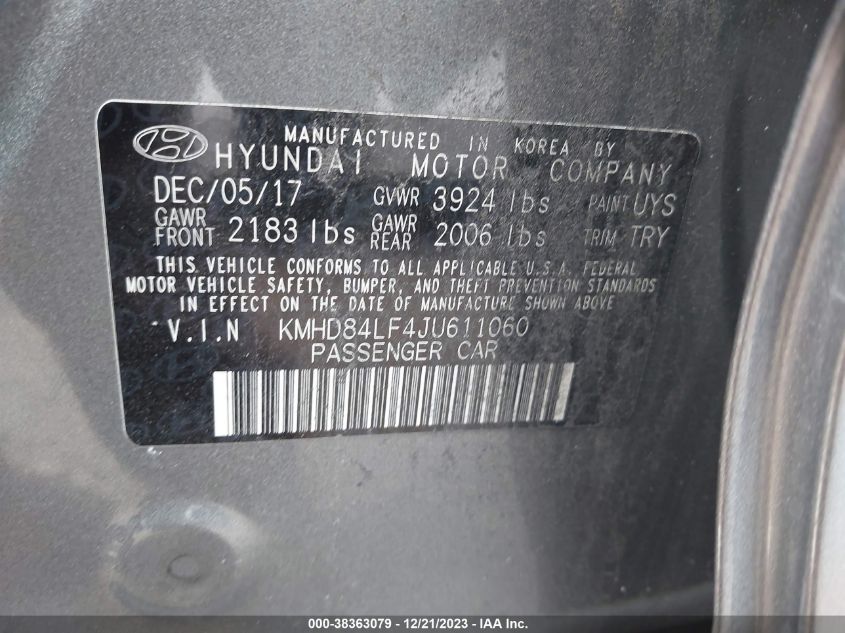 MANUFACTURED IN KOREA BY
HYUNDAI MOTOR COMPANY
DEC/05/17 GVWR 3924 lbs PAINT UYS
GAWR FRONT 2183 lbs GAWR REAR 2006 lbs TRIM TRY
THIS VEHICLE CONFORMS TO ALL APPLICABLE U.S.A. FEDERAL
MOTOR VEHICLE SAFETY, BUMPER, AND THEFT PREVENTION STANDARDS
IN EFFECT ON THE DATE OF MANUFACTURE SHOWN ABOVE
V.I.N KMHD84LF4JU611060
PASSENGER CAR
000-38363079 - 12/21/2023 - IAA Inc.